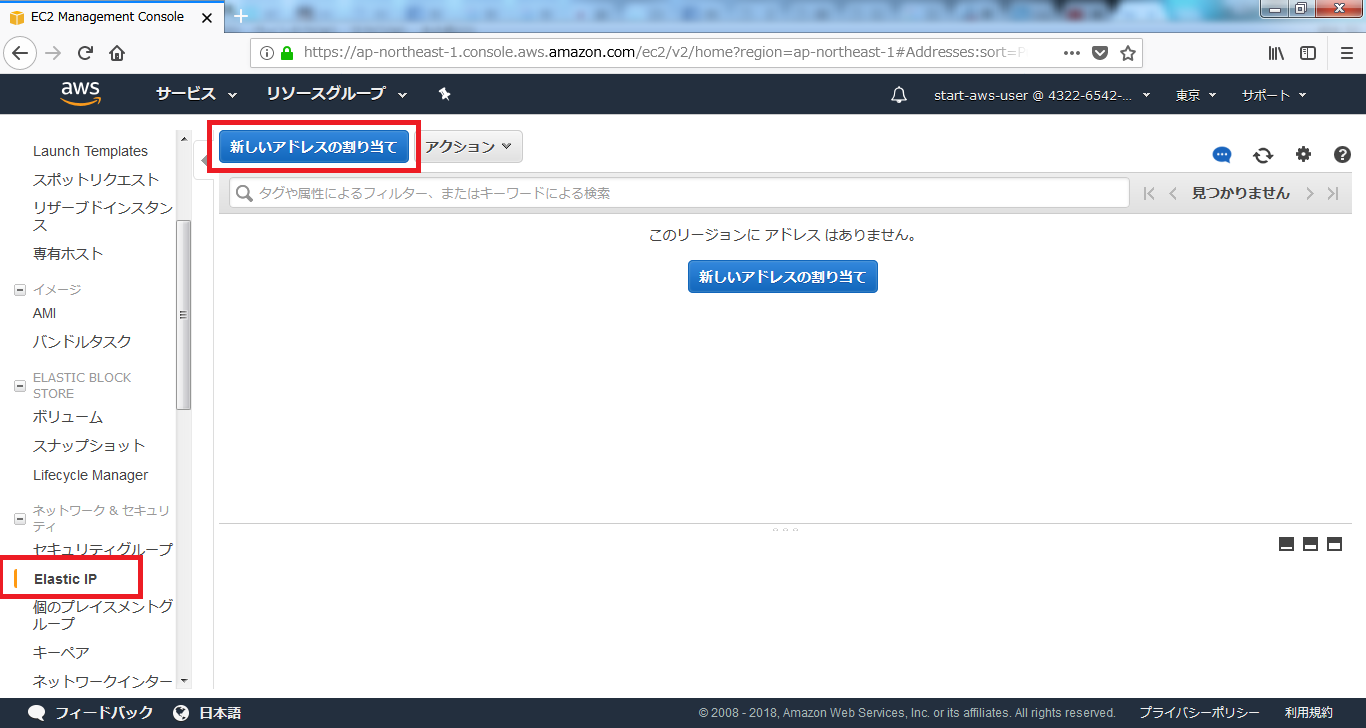 EC2 Management Console
https://ap-northeast-1.console.aws.amazon.com/ec2/v2/home?region=ap-northeast-1#Addresses:sort=
aws
サービス
リソースグループ
start-aws-user @ 4322-6542-...
東京
サポート
Launch Templates
スポットリクエスト
リザーブドインスタン
ス
専有ホスト
イメージ
AMI
バンドルタスク
ELASTIC BLOCK
STORE
ボリューム
スナップショット
Lifecycle Manager
ネットワーク & セキュリ
ティ
セキュリティグループ
Elastic IP
個のプレイスメントグ
ループ
キーペア
ネットワークインター
新しいアドレスの割り当て
アクション
タグや属性によるフィルター、またはキーワードによる検索
見つかりません
このリージョンに アドレス はありません。
新しいアドレスの割り当て
フィードバック
日本語
© 2008 - 2018, Amazon Web Services, Inc. or its affiliates. All rights reserved.
プライバシーポリシー
利用規約